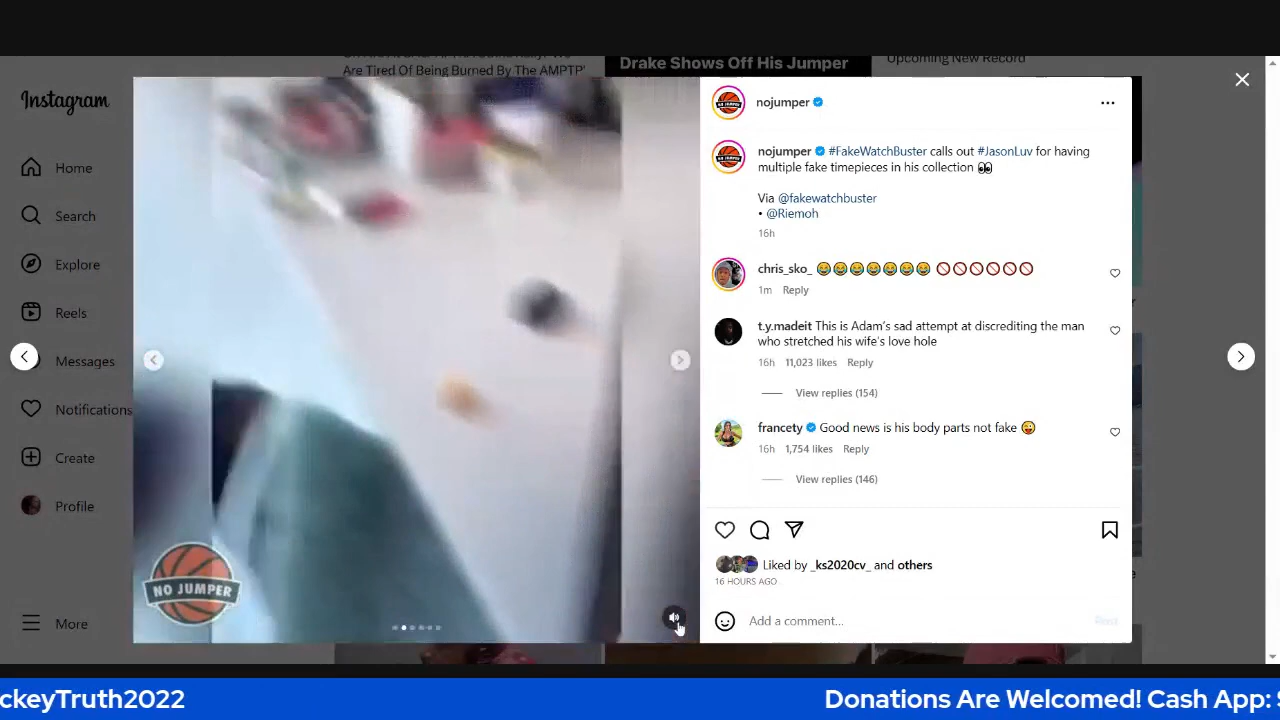 Are Tired Of Being Burned By The AMPTP'
Drake Shows Off His Jumper
Upcoming New Record
Instagram
Home
Search
Explore
Reels
Messages
Notifications
Create
Profile
More
NO JUMPER
nojumper
nojumper #FakeWatchBuster calls out #JasonLuv for having
multiple fake timepieces in his collection 👀
Via @fakewatchbuster
• @Riemoh
16h
chris_sko_ 😂😂😂😂😂😂😂 🚫🚫🚫🚫🚫🚫
1m Reply
t.y.madeit This is Adam's sad attempt at discrediting the man
who stretched his wife's love hole
16h 11,023 likes Reply
View replies (154)
francety Good news is his body parts not fake 😜
16h 1,754 likes Reply
View replies (146)
Liked by _ks2020cv_ and others
16 HOURS AGO
Add a comment...
Post
ckeyTruth2022
Donations Are Welcomed! Cash App: